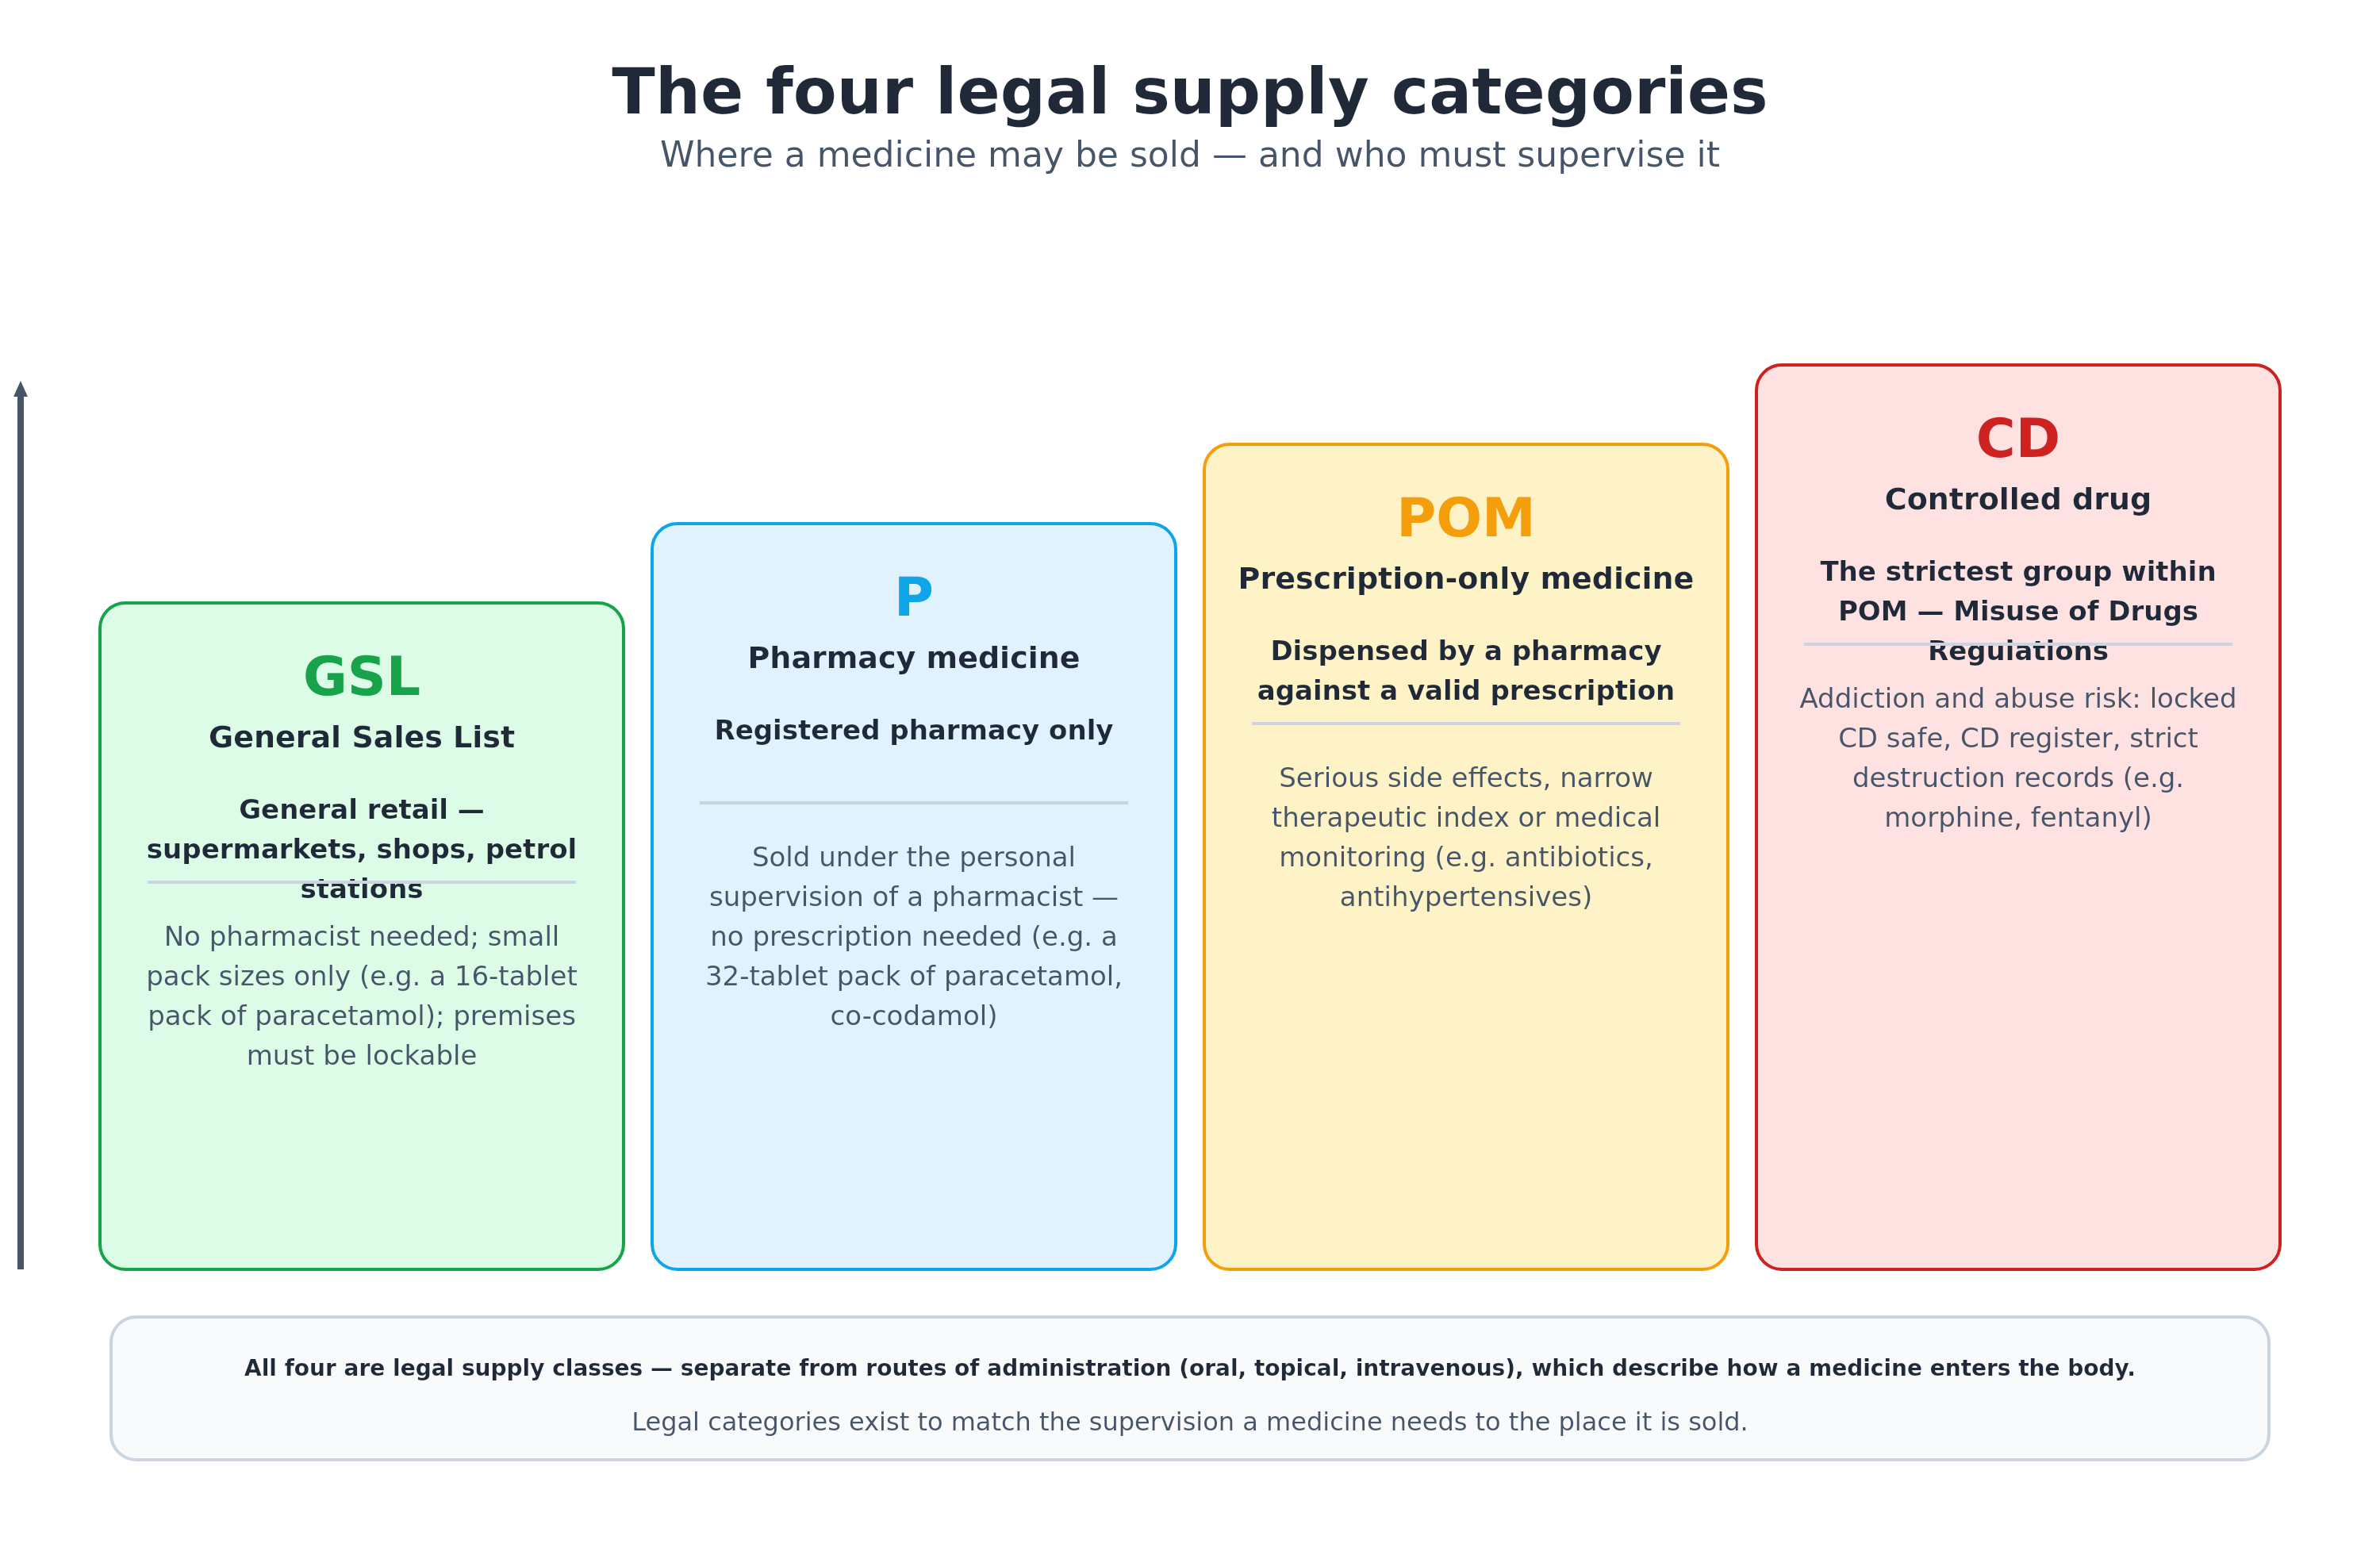 The four legal supply categories
Where a medicine may be sold — and who must supervise it
GSL
General Sales List
General retail —
supermarkets, shops, petrol
stations
No pharmacist needed; small
pack sizes only (e.g. a 16-tablet
pack of paracetamol); premises
must be lockable
P
Pharmacy medicine
Registered pharmacy only
Sold under the personal
supervision of a pharmacist —
no prescription needed (e.g. a
32-tablet pack of paracetamol,
co-codamol)
POM
Prescription-only medicine
Dispensed by a pharmacy
against a valid prescription
Serious side effects, narrow
therapeutic index or medical
monitoring (e.g. antibiotics,
antihypertensives)
CD
Controlled drug
The strictest group within
POM — Misuse of Drugs
Regulations
Addiction and abuse risk: locked
CD safe, CD register, strict
destruction records (e.g.
morphine, fentanyl)
All four are legal supply classes — separate from routes of administration (oral, topical, intravenous), which describe how a medicine enters the body.
Legal categories exist to match the supervision a medicine needs to the place it is sold.